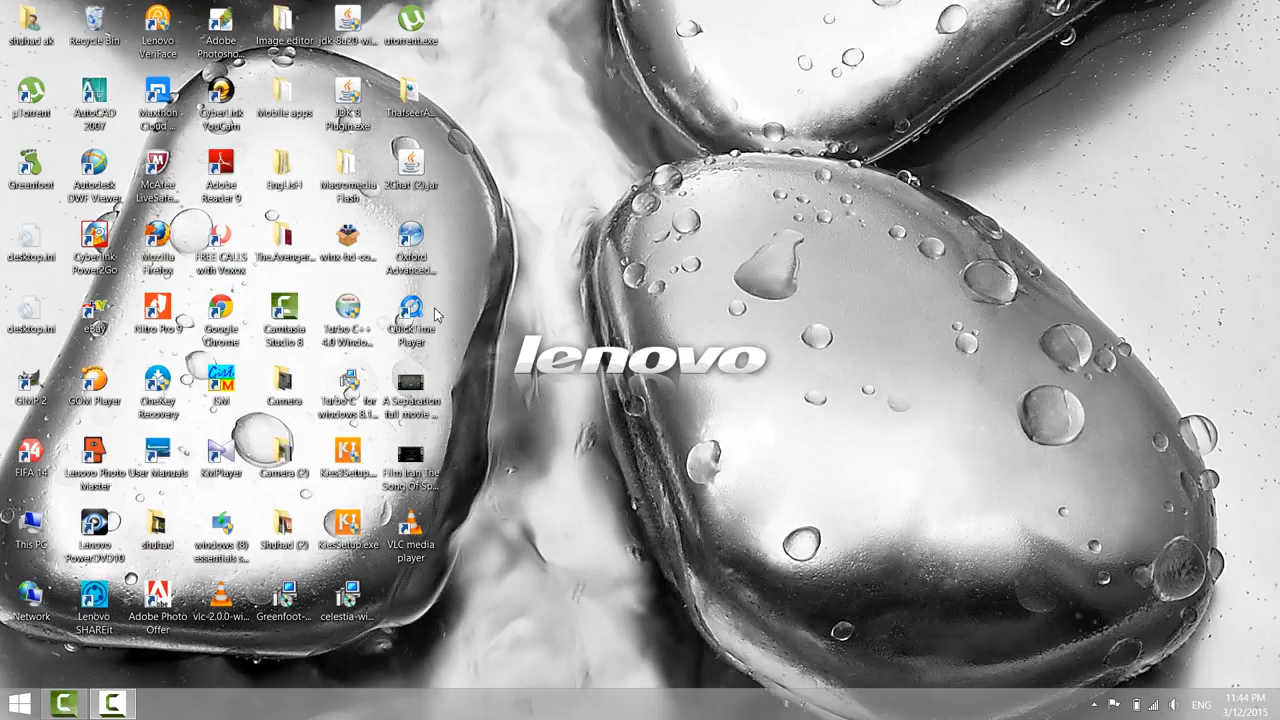 shuhad ak
Recycle Bin
Lenovo
VeriFace
Adobe
Photosho...
Image editor
jdk-8u20-wi...
utorrent.exe
µTorrent
AutoCAD
2007
Maxthon
Cloud ...
CyberLink
YouCam
Mobile apps
JDK 8
Plugin.exe
ThafseerA...
Greenfoot
Autodesk
DWF Viewer
McAfee
LiveSafe...
Adobe
Reader 9
EngLisH
Macromedia
Flash
2Chat (2).jar
desktop.ini
CyberLink
Power2Go
Mozilla
Firefox
FREE CALLS
with Voxox
The.Avenger...
winx-hd-co...
Oxford
Advanced...
desktop.ini
eBay
Nitro Pro 9
Google
Chrome
Camtasia
Studio 8
Turbo C++
4.0 Windo...
QuickTime
Player
lenovo
GIMP 2
GOM Player
OneKey
Recovery
ISM
Camera
Turbo C for
windows 8.1...
A Separation
full movie ...
FIFA 14
Lenovo Photo
Master
User Manuals
KMPlayer
Camera (2)
Kies3Setup....
Film Iran The
Song Of Sp...
This PC
Lenovo
PowerDVD10
shuhad
windows (8)
essentials s...
Shuhad (2)
KiesSetup.exe
VLC media
player
Network
Lenovo
SHAREit
Adobe Photo
Offer
vlc-2.0.0-wi...
Greenfoot-...
celestia-wi...
ENG
11:44 PM
3/12/2015